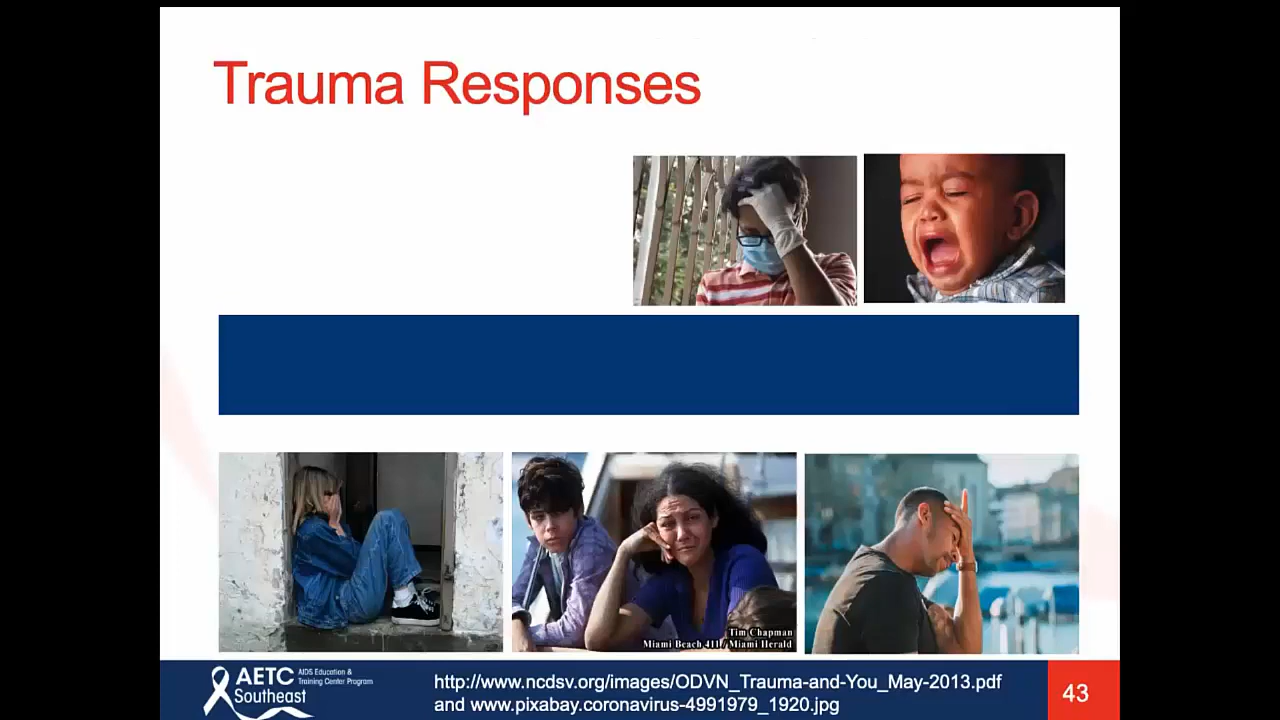 Trauma Responses
Tim Chapman
Miami Beach 411 / Miami Herald
AETC
AIDS Education &
Training Center Program
Southeast
http://www.ncdsv.org/images/ODVN_Trauma-and-You_May-2013.pdf
and www.pixabay.coronavirus-4991979_1920.jpg
43